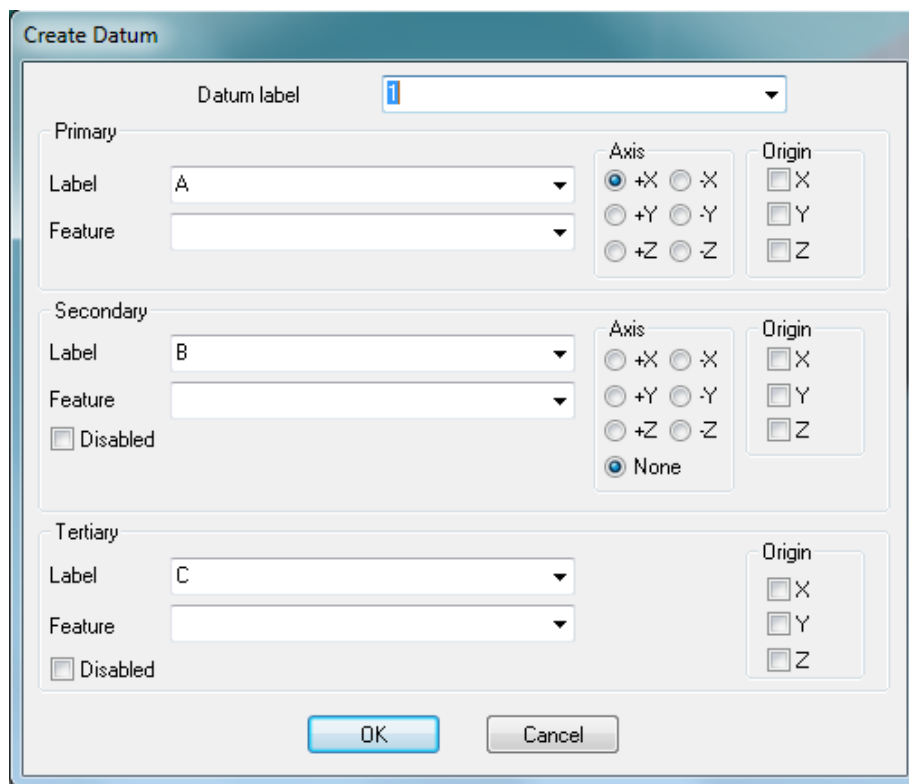 Create Datum
Datum label 1
Primary
Label A
Feature
Axis
+X -X
+Y -Y
+Z -Z
Origin
X
Y
Z
Secondary
Label B
Feature
Disabled
Axis
+X -X
+Y -Y
+Z -Z
None
Origin
X
Y
Z
Tertiary
Label C
Feature
Disabled
Origin
X
Y
Z
OK Cancel